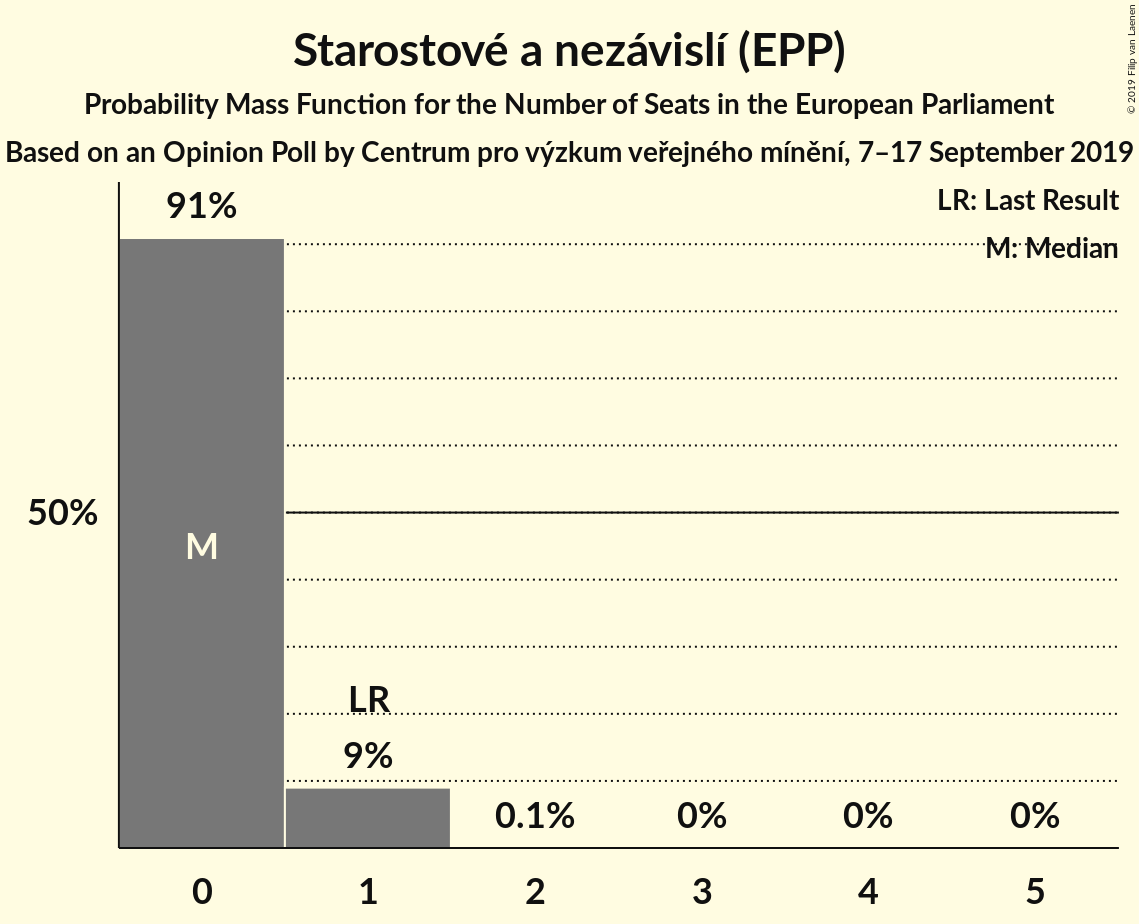 Starostové a nezávislí (EPP)
Probability Mass Function for the Number of Seats in the European Parliament
Based on an Opinion Poll by Centrum pro výzkum veřejného mínění, 7–17 September 2019
© 2019 Filip van Laenen
LR: Last Result
M: Median
91%
50%
M
LR
9%
0.1%
0%
0%
0%
0
1
2
3
4
5